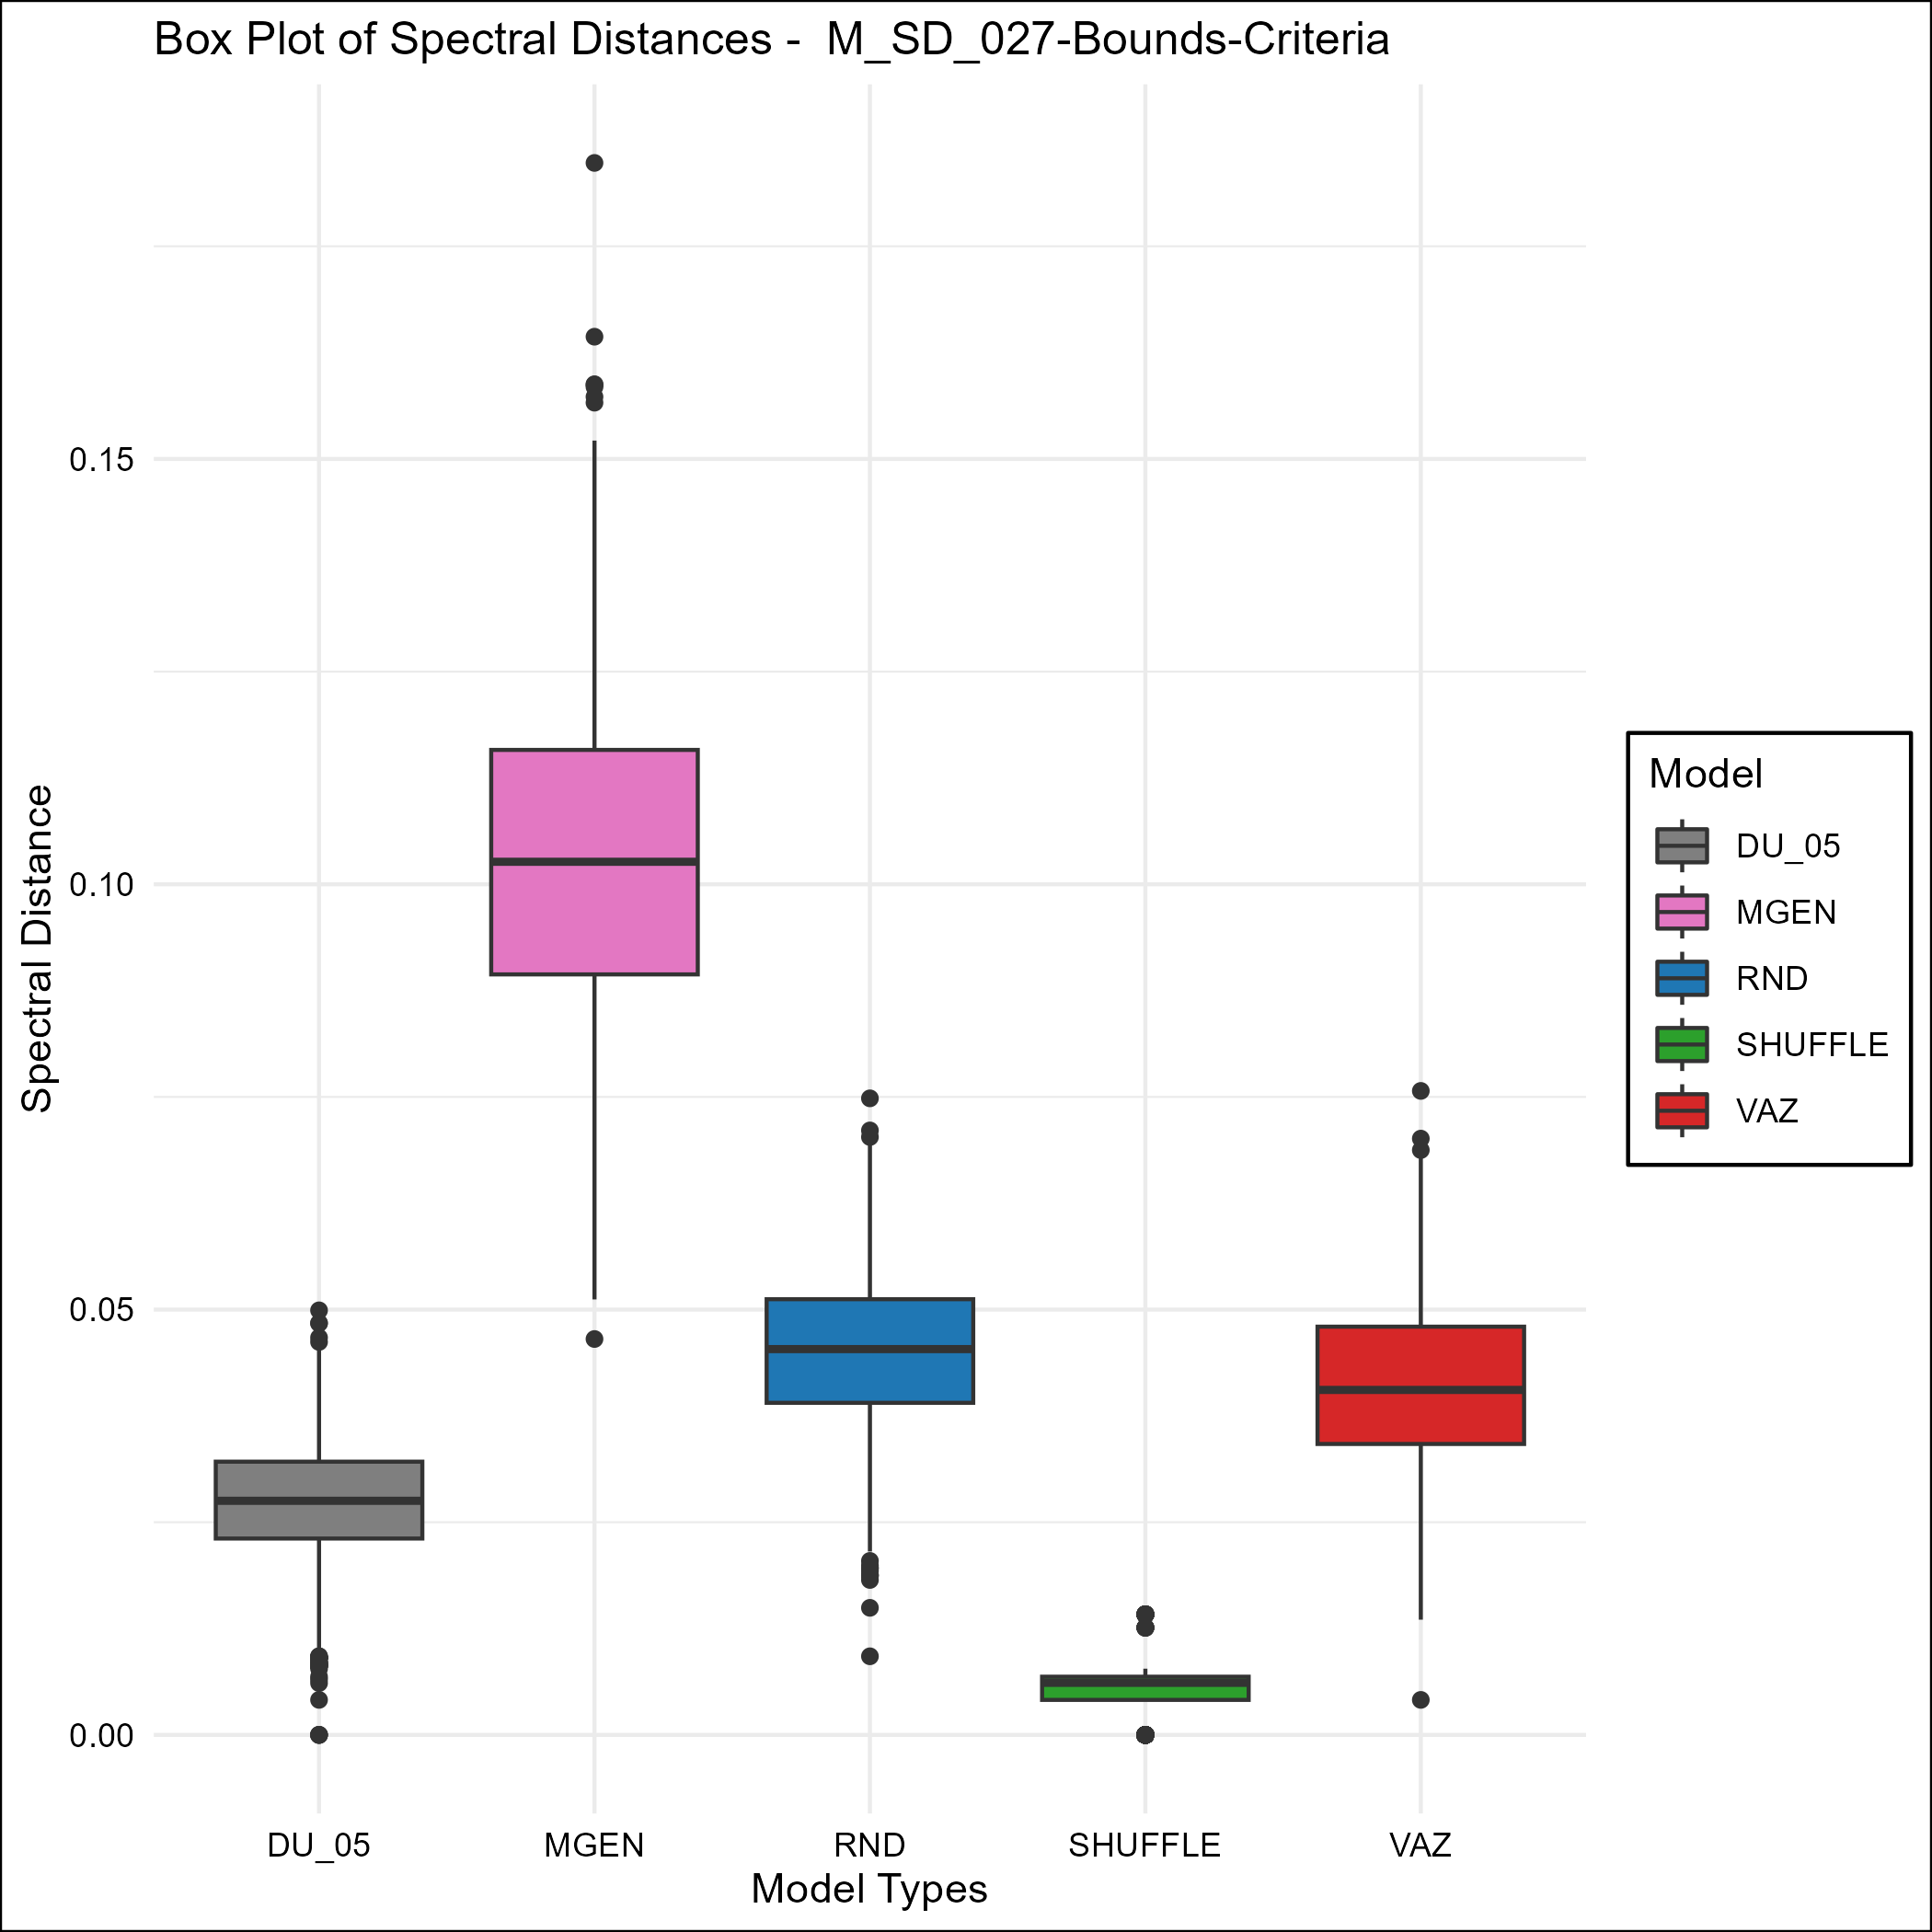 Box Plot of Spectral Distances -  M_SD_027-Bounds-Criteria
Spectral Distance
0.15
0.10
0.05
0.00
DU_05
MGEN
RND
SHUFFLE
VAZ
Model Types
Model
DU_05
MGEN
RND
SHUFFLE
VAZ